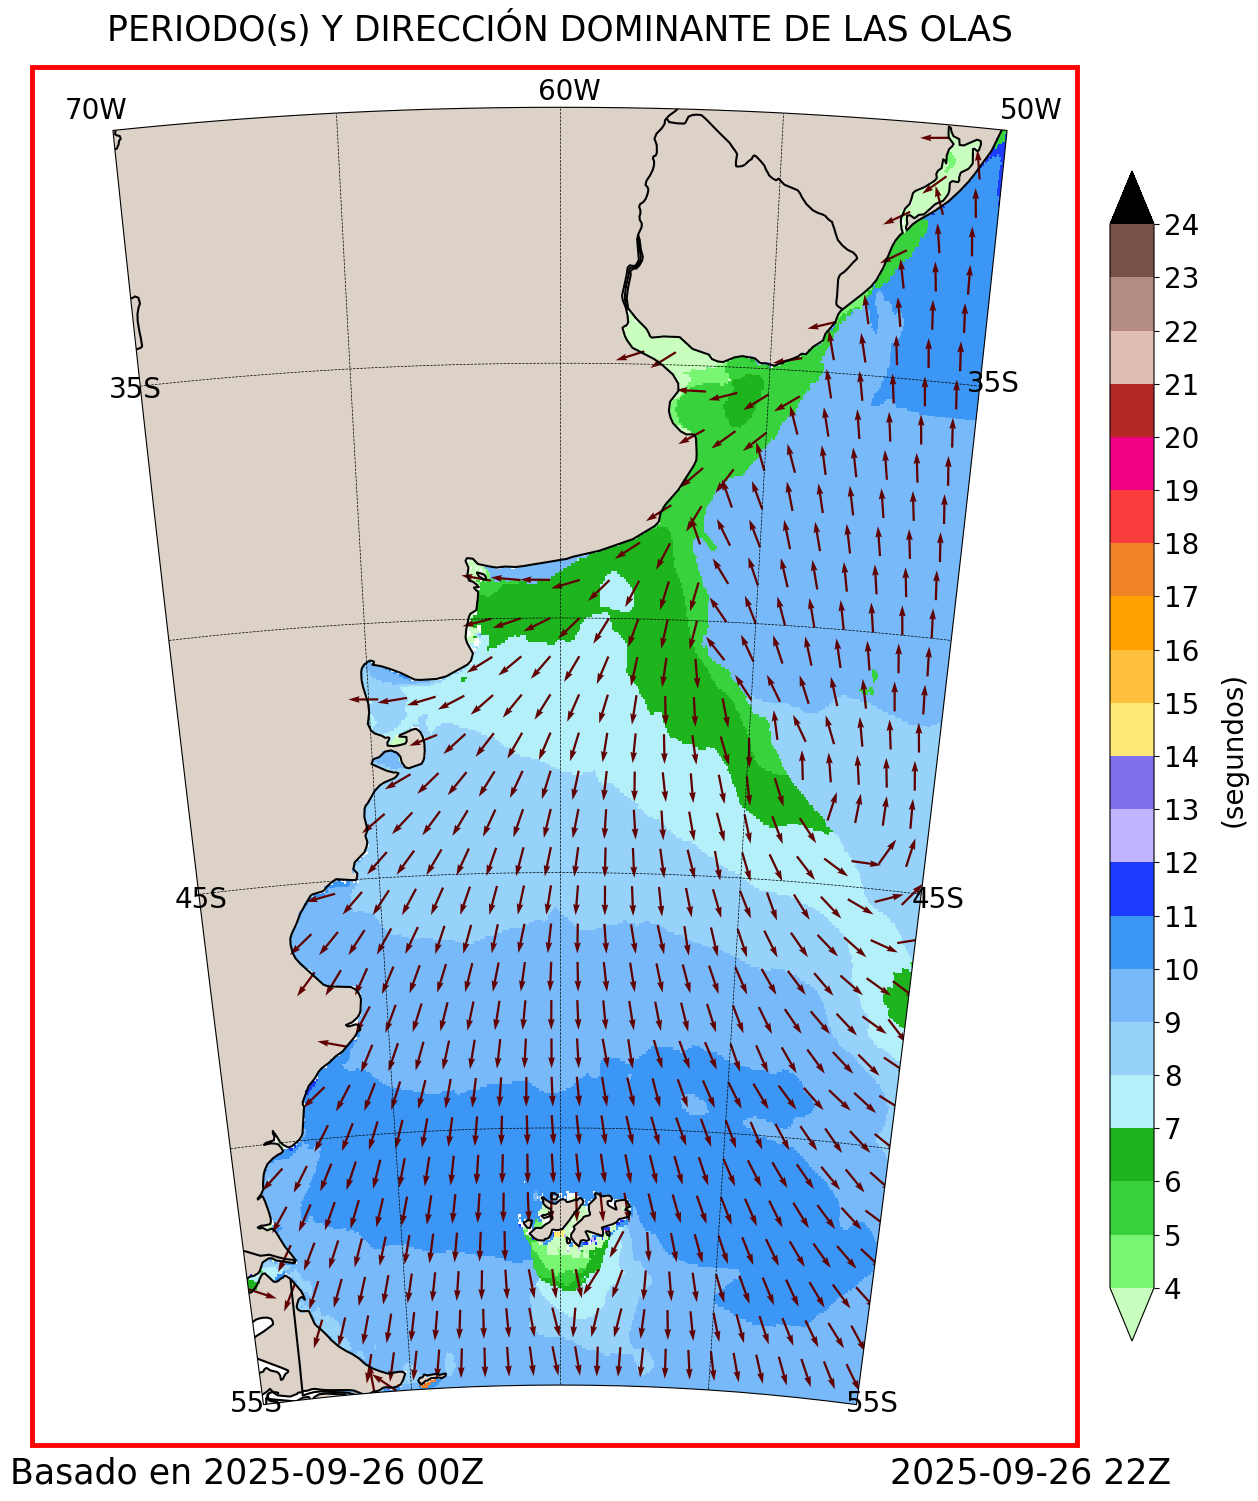 PERIODO(s) Y DIRECCIÓN DOMINANTE DE LAS OLAS
70W
60W
50W
35S
35S
45S
45S
55S
55S
24
23
22
21
20
19
18
17
16
15
14
13
12
11
10
9
8
7
6
5
4
(segundos)
Basado en 2025-09-26 00Z
2025-09-26 22Z